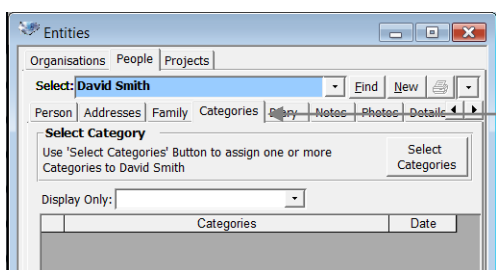 Entities
Organisations People Projects
Select: David Smith Find New
Person Addresses Family Categories Diary Notes Photos Details
Select Category
Use 'Select Categories' Button to assign one or more
Categories to David Smith
Select
Categories
Display Only:
Categories Date